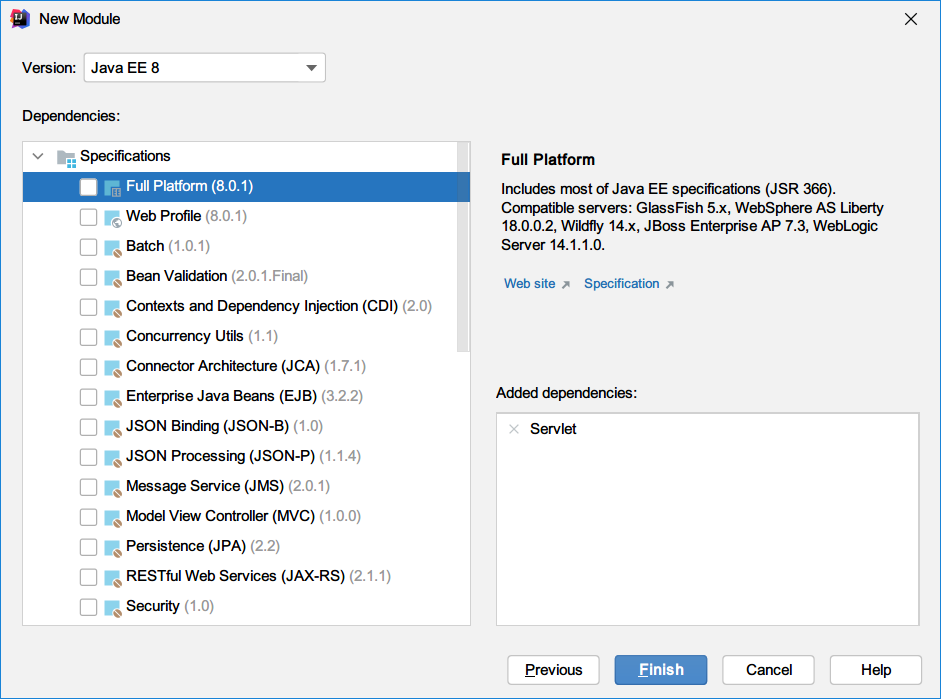 New Module
Version: Java EE 8
Dependencies:
Specifications
Full Platform (8.0.1)
Web Profile (8.0.1)
Batch (1.0.1)
Bean Validation (2.0.1.Final)
Contexts and Dependency Injection (CDI) (2.0)
Concurrency Utils (1.1)
Connector Architecture (JCA) (1.7.1)
Enterprise Java Beans (EJB) (3.2.2)
JSON Binding (JSON-B) (1.0)
JSON Processing (JSON-P) (1.1.4)
Message Service (JMS) (2.0.1)
Model View Controller (MVC) (1.0.0)
Persistence (JPA) (2.2)
RESTful Web Services (JAX-RS) (2.1.1)
Security (1.0)
Full Platform
Includes most of Java EE specifications (JSR 366).
Compatible servers: GlassFish 5.x, WebSphere AS Liberty
18.0.0.2, Wildfly 14.x, JBoss Enterprise AP 7.3, WebLogic
Server 14.1.1.0.
Web site Specification
Added dependencies:
Servlet
Previous Finish Cancel Help